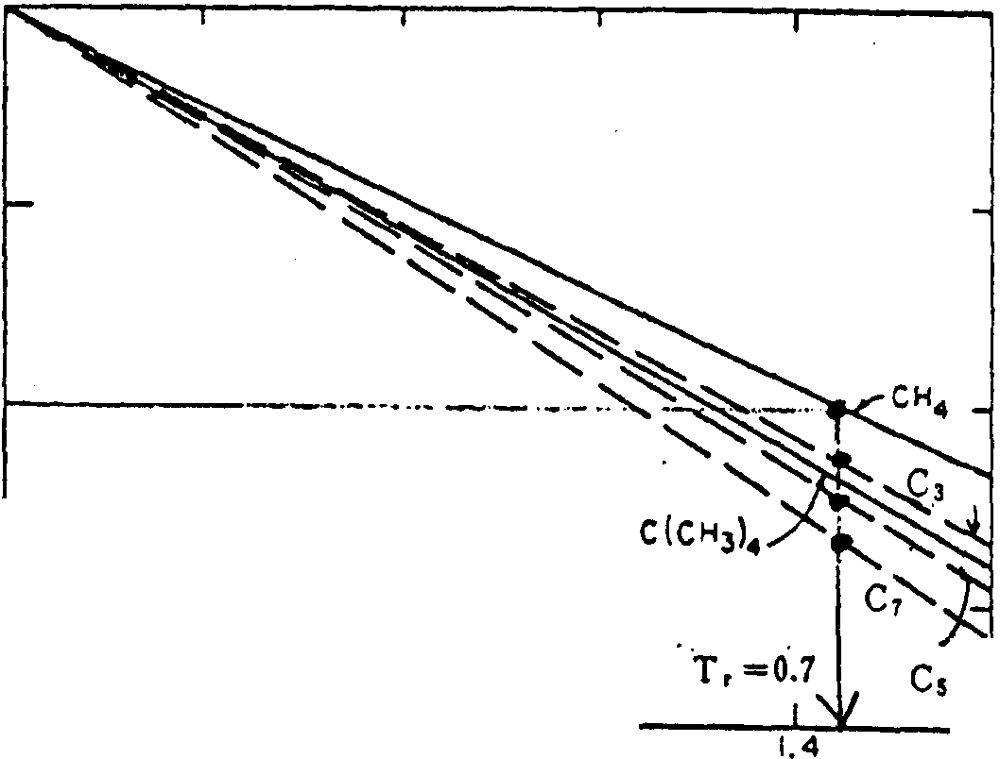 CH₄
C₃
C(CH₃)₄
C₇
C₅
Tᵣ = 0.7
1.4